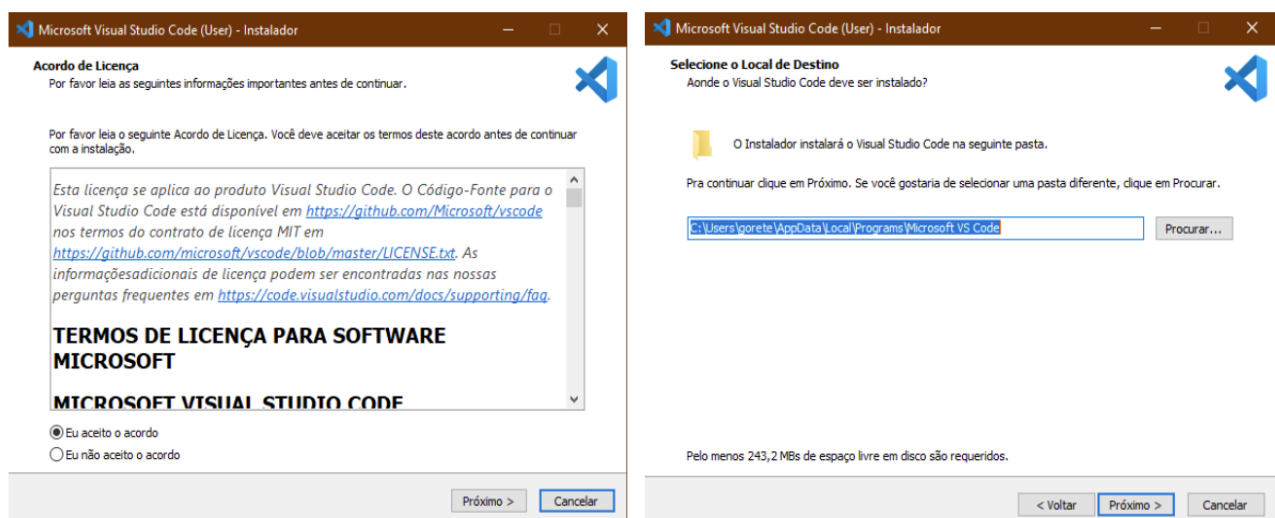 Microsoft Visual Studio Code (User) - Instalador
Acordo de Licença
Por favor leia as seguintes informações importantes antes de continuar.
Por favor leia o seguinte Acordo de Licença. Você deve aceitar os termos deste acordo antes de continuar
com a instalação.
Esta licença se aplica ao produto Visual Studio Code. O Código-Fonte para o
Visual Studio Code está disponível em https://github.com/Microsoft/vscode
nos termos do contrato de licença MIT em
https://github.com/microsoft/vscode/blob/master/LICENSE.txt. As
informaçõesadicionais de licença podem ser encontradas nas nossas
perguntas frequentes em https://code.visualstudio.com/docs/supporting/faq.
TERMOS DE LICENÇA PARA SOFTWARE
MICROSOFT
MICROSOFT VISUAL STUDIO CODE
Eu aceito o acordo
Eu não aceito o acordo
Próximo >
Cancelar
Microsoft Visual Studio Code (User) - Instalador
Selecione o Local de Destino
Aonde o Visual Studio Code deve ser instalado?
O Instalador instalará o Visual Studio Code na seguinte pasta.
Pra continuar clique em Próximo. Se você gostaria de selecionar uma pasta diferente, clique em Procurar.
C:\Users\gorete\AppData\Local\Programs\Microsoft VS Code
Procurar...
Pelo menos 243,2 MBs de espaço livre em disco são requeridos.
< Voltar
Próximo >
Cancelar